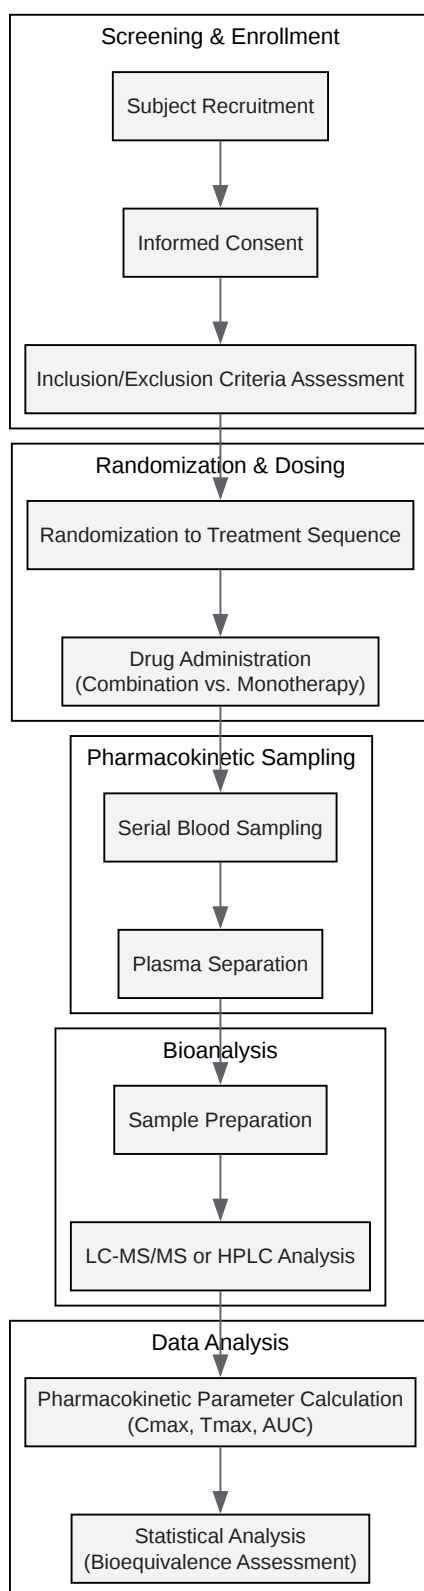 Screening & Enrollment
Subject Recruitment
Informed Consent
Inclusion/Exclusion Criteria Assessment
Randomization & Dosing
Randomization to Treatment Sequence
Drug Administration
(Combination vs. Monotherapy)
Pharmacokinetic Sampling
Serial Blood Sampling
Plasma Separation
Bioanalysis
Sample Preparation
LC-MS/MS or HPLC Analysis
Data Analysis
Pharmacokinetic Parameter Calculation
(Cmax, Tmax, AUC)
Statistical Analysis
(Bioequivalence Assessment)